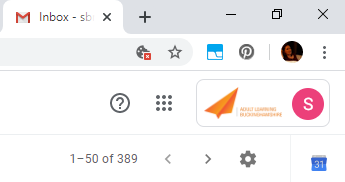 Inbox - sb
ADULT LEARNING
BUCKINGHAMSHIRE
S
1–50 of 389
31